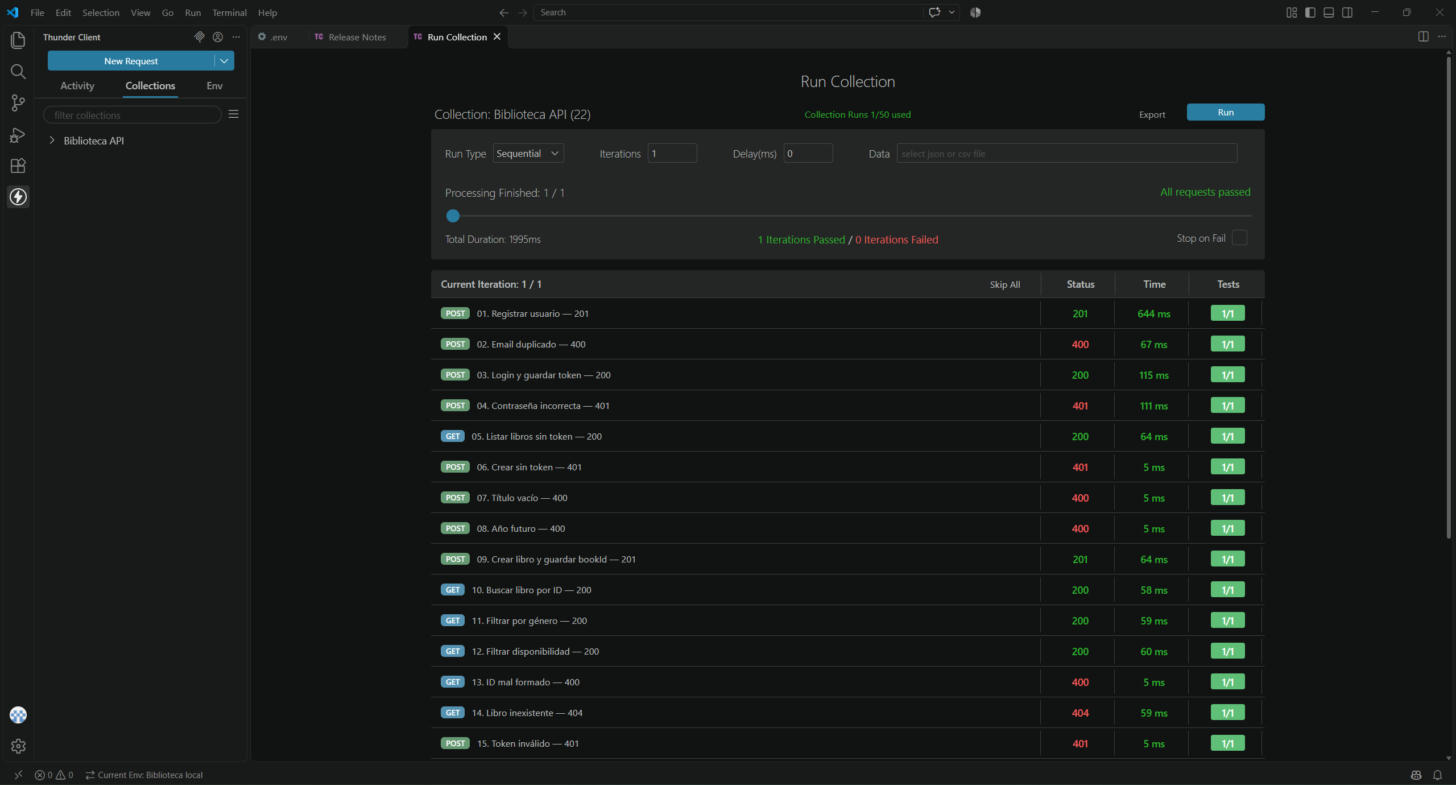 File Edit Selection View Go Run Terminal Help
Search
Thunder Client
New Request
Activity Collections Env
filter collections
Biblioteca API
.env
TC Release Notes
TC Run Collection
Run Collection
Collection: Biblioteca API (22)
Collection Runs 1/50 used
Export
Run
Run Type Sequential
Iterations 1
Delay(ms) 0
Data select json or csv file
Processing Finished: 1 / 1
All requests passed
Total Duration: 1995ms
1 Iterations Passed / 0 Iterations Failed
Stop on Fail
Current Iteration: 1 / 1 Skip All Status Time Tests
POST 01. Registrar usuario — 201 201 644 ms 1/1
POST 02. Email duplicado — 400 400 67 ms 1/1
POST 03. Login y guardar token — 200 200 115 ms 1/1
POST 04. Contraseña incorrecta — 401 401 111 ms 1/1
GET 05. Listar libros sin token — 200 200 64 ms 1/1
POST 06. Crear sin token — 401 401 5 ms 1/1
POST 07. Título vacío — 400 400 5 ms 1/1
POST 08. Año futuro — 400 400 5 ms 1/1
POST 09. Crear libro y guardar bookId — 201 201 64 ms 1/1
GET 10. Buscar libro por ID — 200 200 58 ms 1/1
GET 11. Filtrar por género — 200 200 59 ms 1/1
GET 12. Filtrar disponibilidad — 200 200 60 ms 1/1
GET 13. ID mal formado — 400 400 5 ms 1/1
GET 14. Libro inexistente — 404 404 59 ms 1/1
POST 15. Token inválido — 401 401 5 ms 1/1
0 0 Current Env: Biblioteca local